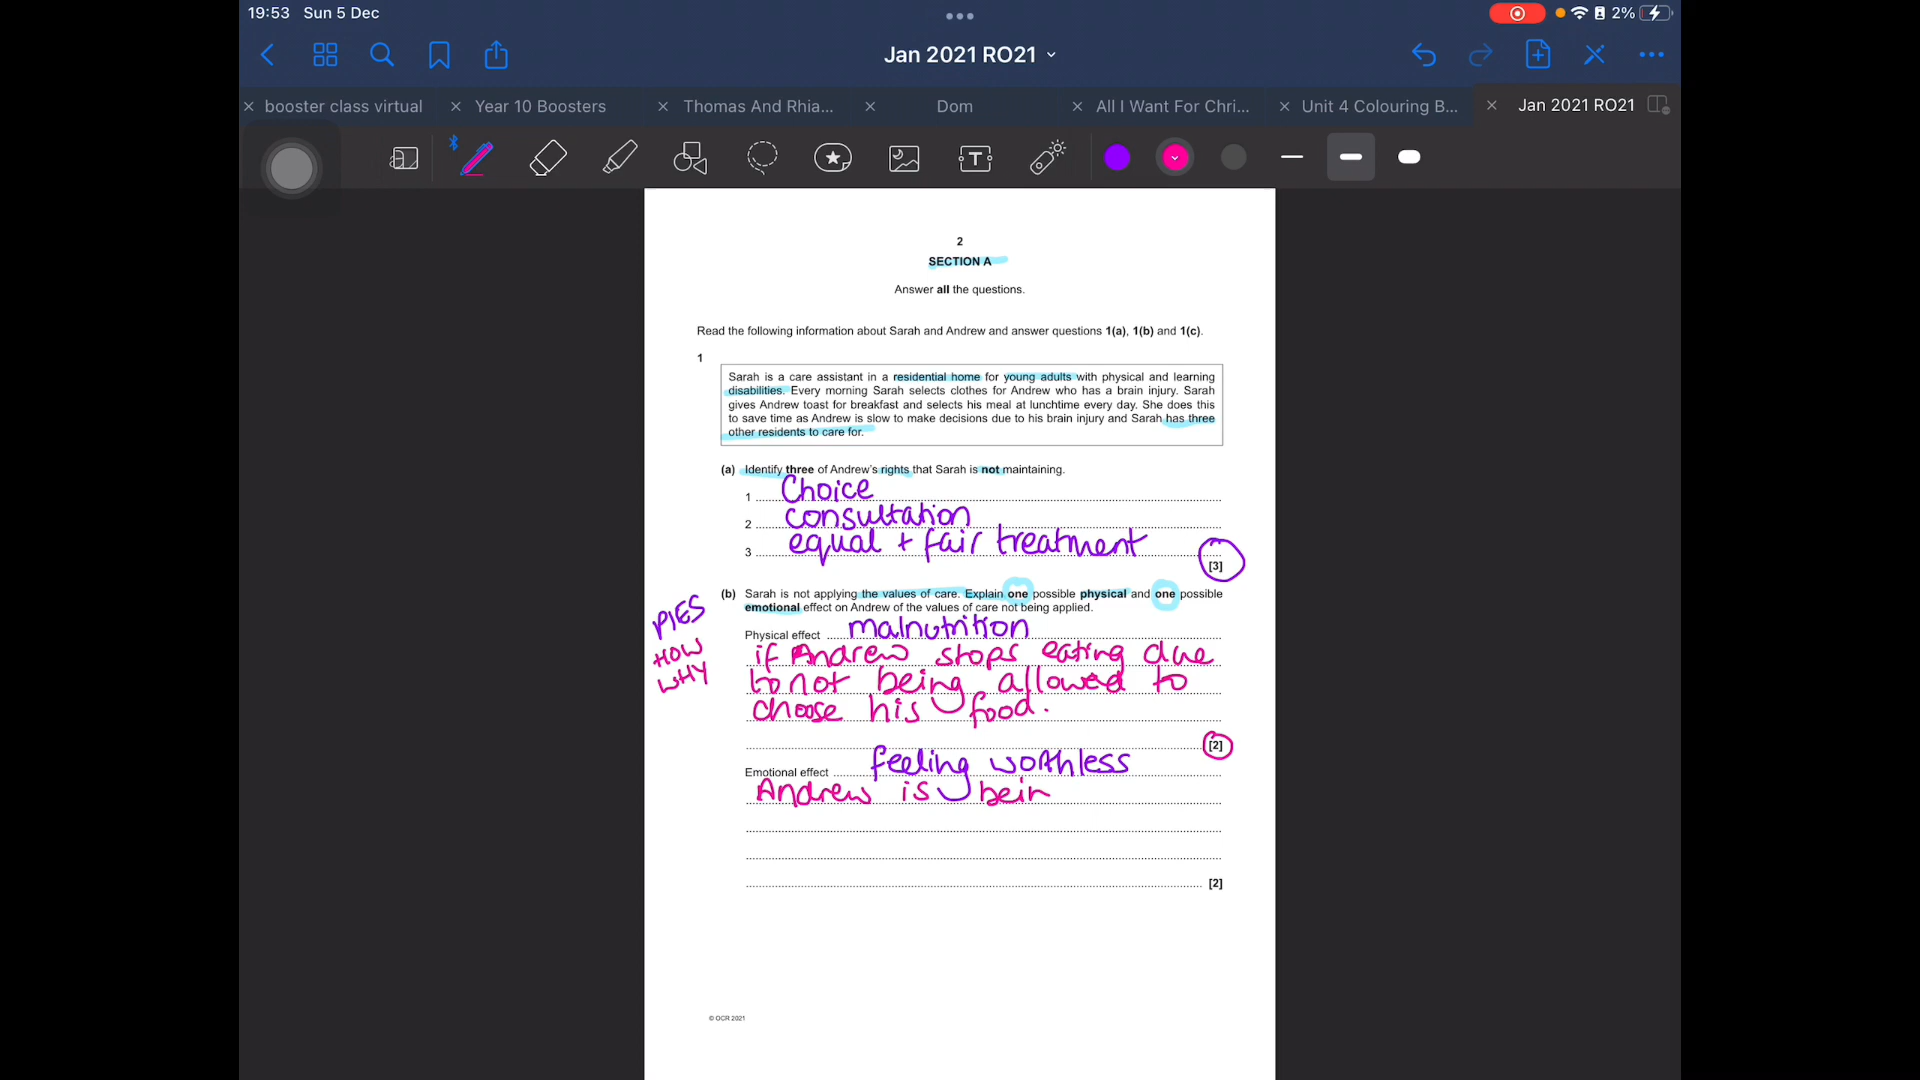 19:53 Sun 5 Dec
2%
Jan 2021 RO21
booster class virtual
Year 10 Boosters
Thomas And Rhia...
Dom
All I Want For Chri...
Unit 4 Colouring B...
Jan 2021 RO21
2
SECTION A
Answer all the questions.
Read the following information about Sarah and Andrew and answer questions 1(a), 1(b) and 1(c).
1
Sarah is a care assistant in a residential home for young adults with physical and learning
disabilities. Every morning Sarah selects clothes for Andrew who has a brain injury. Sarah
gives Andrew toast for breakfast and selects his meal at lunchtime every day. She does this
to save time as Andrew is slow to make decisions due to his brain injury and Sarah has three
other residents to care for.
(a) Identify three of Andrew's rights that Sarah is not maintaining.
1 Choice
2 consultation
3 equal + fair treatment
[3]
(b) Sarah is not applying the values of care. Explain one possible physical and one possible
emotional effect on Andrew of the values of care not being applied.
PIES
HOW
WHY
Physical effect malnutrition
if Andrew stops eating due
to not being allowed to
choose his food.
[2]
Emotional effect feeling worthless
Andrew is bein
[2]
© OCR 2021